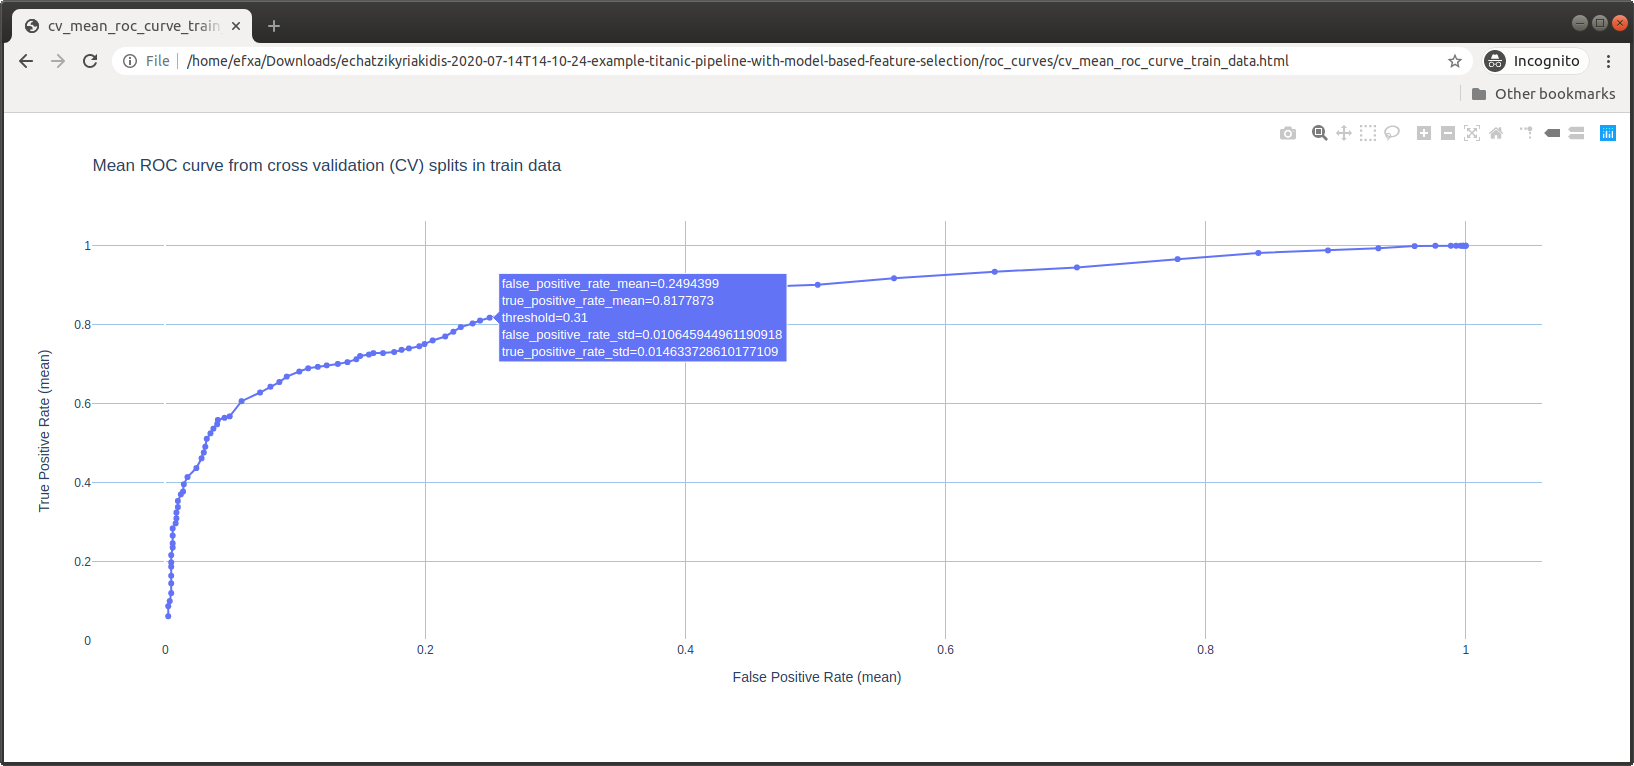 cv_mean_roc_curve_train
File
/home/efxa/Downloads/echatzikyriakidis-2020-07-14T14-10-24-example-titanic-pipeline-with-model-based-feature-selection/roc_curves/cv_mean_roc_curve_train_data.html
Incognito
Other bookmarks
Mean ROC curve from cross validation (CV) splits in train data
1
0.8
0.6
0.4
0.2
0
True Positive Rate (mean)
false_positive_rate_mean=0.2494399
true_positive_rate_mean=0.8177873
threshold=0.31
false_positive_rate_std=0.010645944961190918
true_positive_rate_std=0.014633728610177109
0
0.2
0.4
0.6
0.8
1
False Positive Rate (mean)